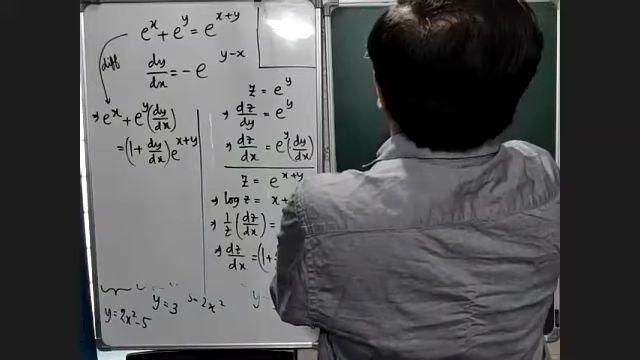 e^x + e^y = e^{x+y}
diff
dy/dx = - e^{y-x}
⇒ e^x + e^y (dy/dx)
= (1 + dy/dx) e^{x+y}
z = e^y
⇒ dz/dy = e^y
⇒ dz/dx = e^y (dy/dx)
z = e^{x+y}
⇒ log z = x +
⇒ 1/z (dz/dx) =
⇒ dz/dx = (1 +
y = 2x² - 5
y = 3
2x²
y =